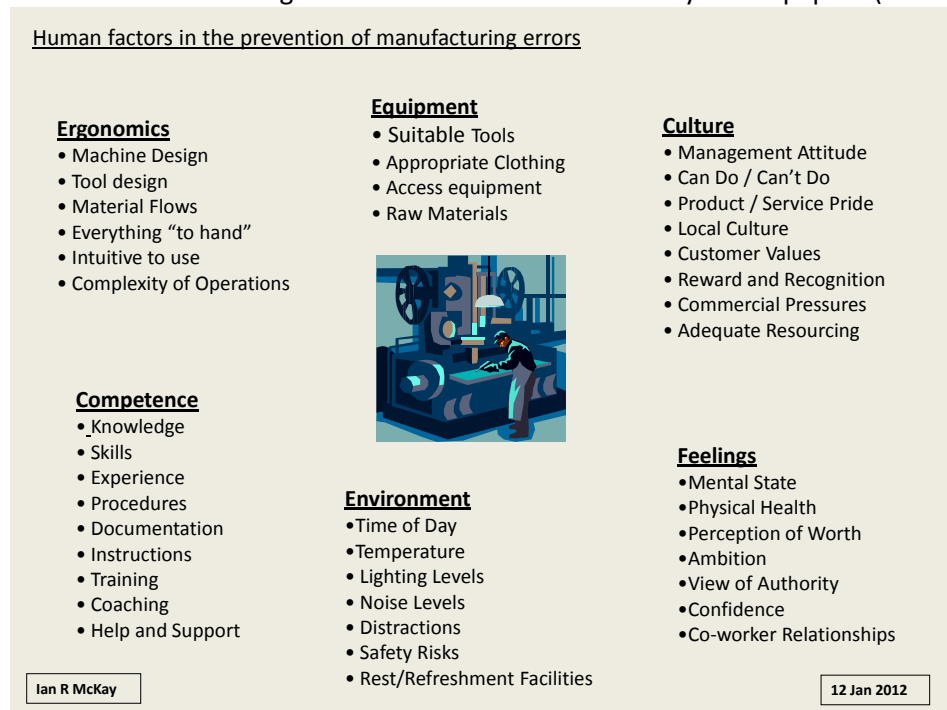 Human factors in the prevention of manufacturing errors
Ergonomics
• Machine Design
• Tool design
• Material Flows
• Everything “to hand”
• Intuitive to use
• Complexity of Operations
Equipment
• Suitable Tools
• Appropriate Clothing
• Access equipment
• Raw Materials
Culture
• Management Attitude
• Can Do / Can’t Do
• Product / Service Pride
• Local Culture
• Customer Values
• Reward and Recognition
• Commercial Pressures
• Adequate Resourcing
Competence
• Knowledge
• Skills
• Experience
• Procedures
• Documentation
• Instructions
• Training
• Coaching
• Help and Support
Environment
•Time of Day
•Temperature
• Lighting Levels
• Noise Levels
• Distractions
• Safety Risks
• Rest/Refreshment Facilities
Feelings
•Mental State
•Physical Health
•Perception of Worth
•Ambition
•View of Authority
•Confidence
•Co-worker Relationships
Ian R McKay
12 Jan 2012